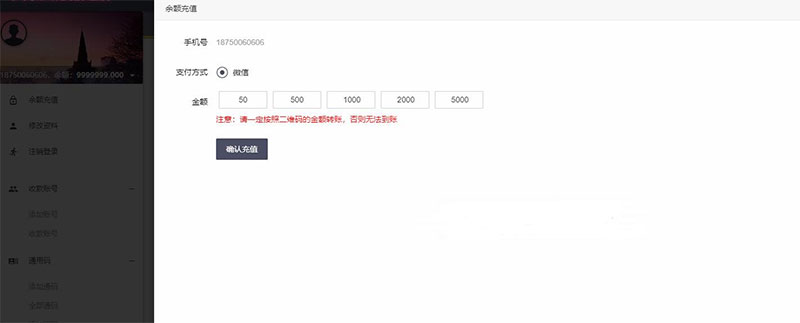 余额充值
手机号 18750060606
支付方式 微信
金额 50 500 1000 2000 5000
注意：请一定按照二维码的金额转账，否则无法到账
确认充值
18750060606，余额：9999999.000
余额充值
修改资料
注销登录
收款账号
添加账号
收款账号
通用码
添加通码
全部通码